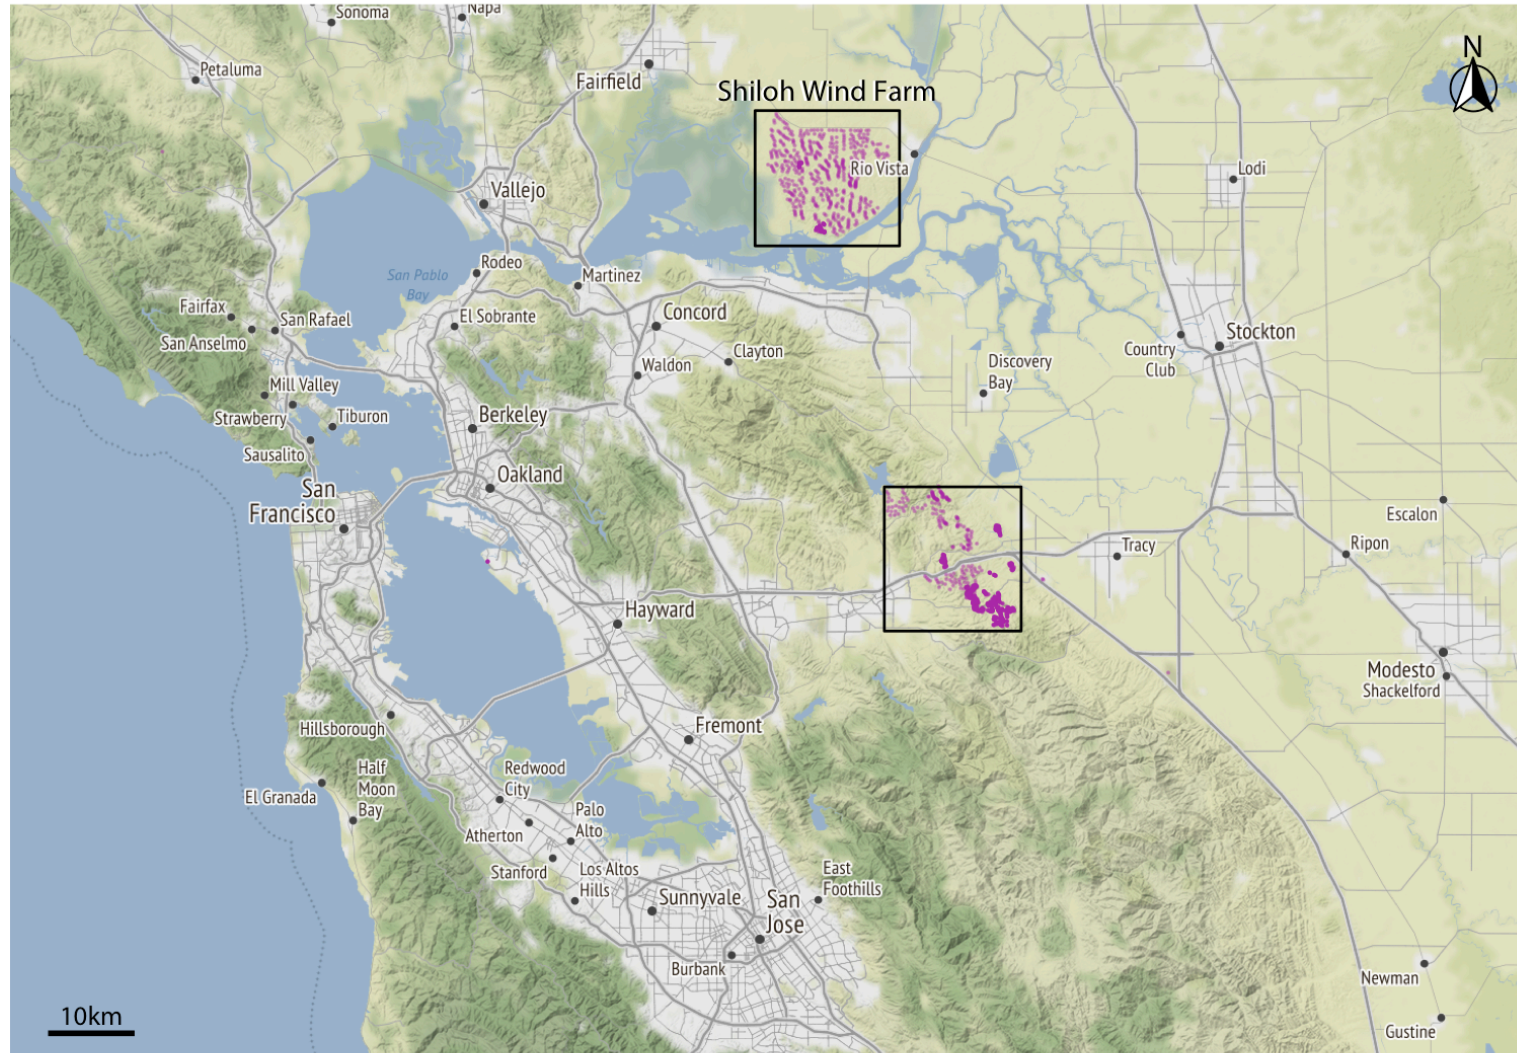 Sonoma
Napa
N
Petaluma
Fairfield
Shiloh Wind Farm
Rio Vista
Lodi
Vallejo
San Pablo
Bay
Rodeo
Martinez
Fairfax
San Rafael
El Sobrante
Concord
San Anselmo
Clayton
Waldon
Country
Club
Stockton
Discovery
Bay
Mill Valley
Strawberry
Tiburon
Berkeley
Sausalito
Oakland
San
Francisco
Escalon
Tracy
Ripon
Hayward
Modesto
Shackelford
Hillsborough
Fremont
Half
Moon
Bay
El Granada
Redwood
City
Palo
Alto
Atherton
Stanford
Los Altos
Hills
East
Foothills
Sunnyvale
San
Jose
Burbank
Newman
10km
Gustine